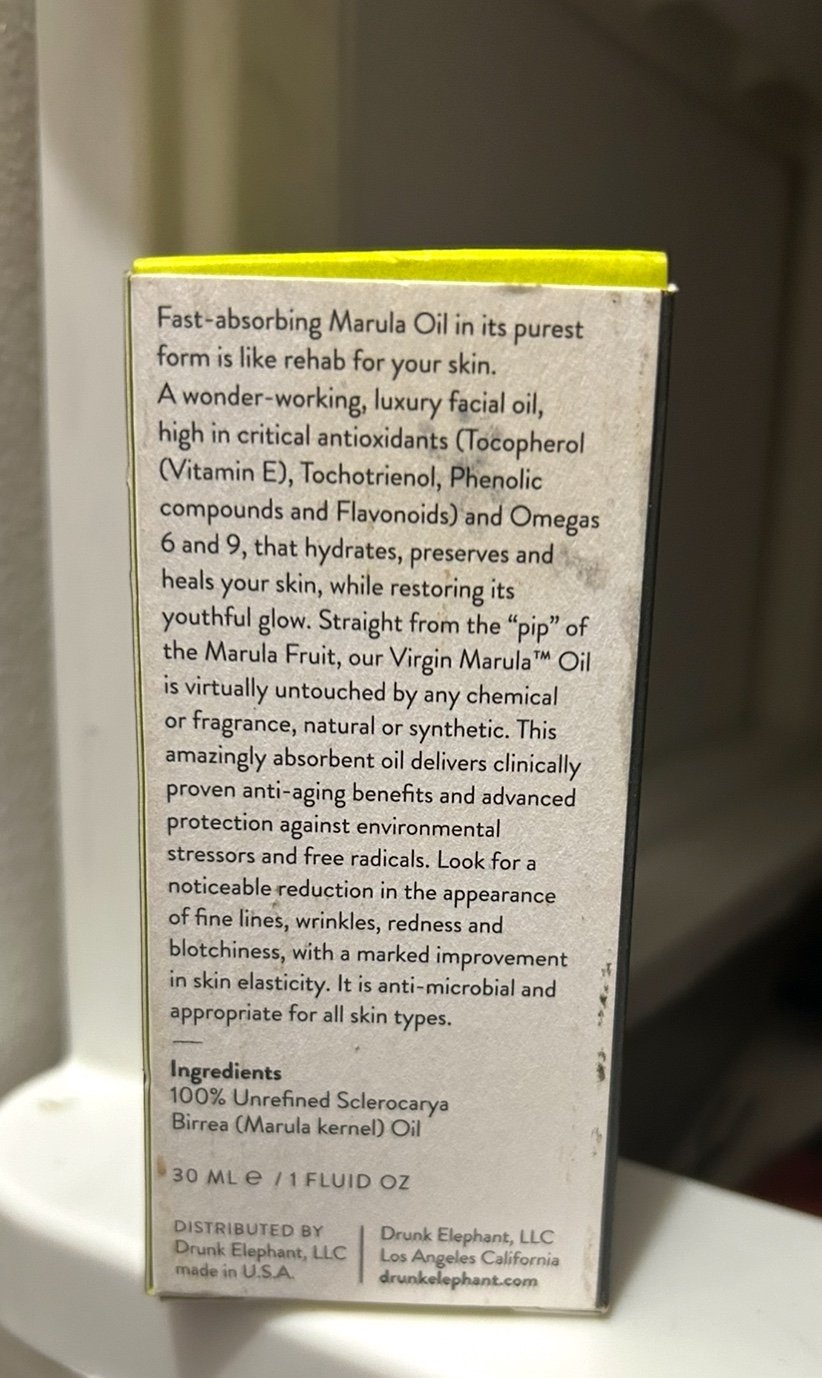 Fast-absorbing Marula Oil in its purest
form is like rehab for your skin.
A wonder-working, luxury facial oil,
high in critical antioxidants (Tocopherol
(Vitamin E), Tochotrienol, Phenolic
compounds and Flavonoids) and Omegas
6 and 9, that hydrates, preserves and
heals your skin, while restoring its
youthful glow. Straight from the “pip” of
the Marula Fruit, our Virgin Marula™ Oil
is virtually untouched by any chemical
or fragrance, natural or synthetic. This
amazingly absorbent oil delivers clinically
proven anti-aging benefits and advanced
protection against environmental
stressors and free radicals. Look for a
noticeable reduction in the appearance
of fine lines, wrinkles, redness and
blotchiness, with a marked improvement
in skin elasticity. It is anti-microbial and
appropriate for all skin types.
Ingredients
100% Unrefined Sclerocarya
Birrea (Marula kernel) Oil
30 ML e / 1 FLUID OZ
DISTRIBUTED BY
Drunk Elephant, LLC
made in U.S.A.
Drunk Elephant, LLC
Los Angeles California
drunkelephant.com